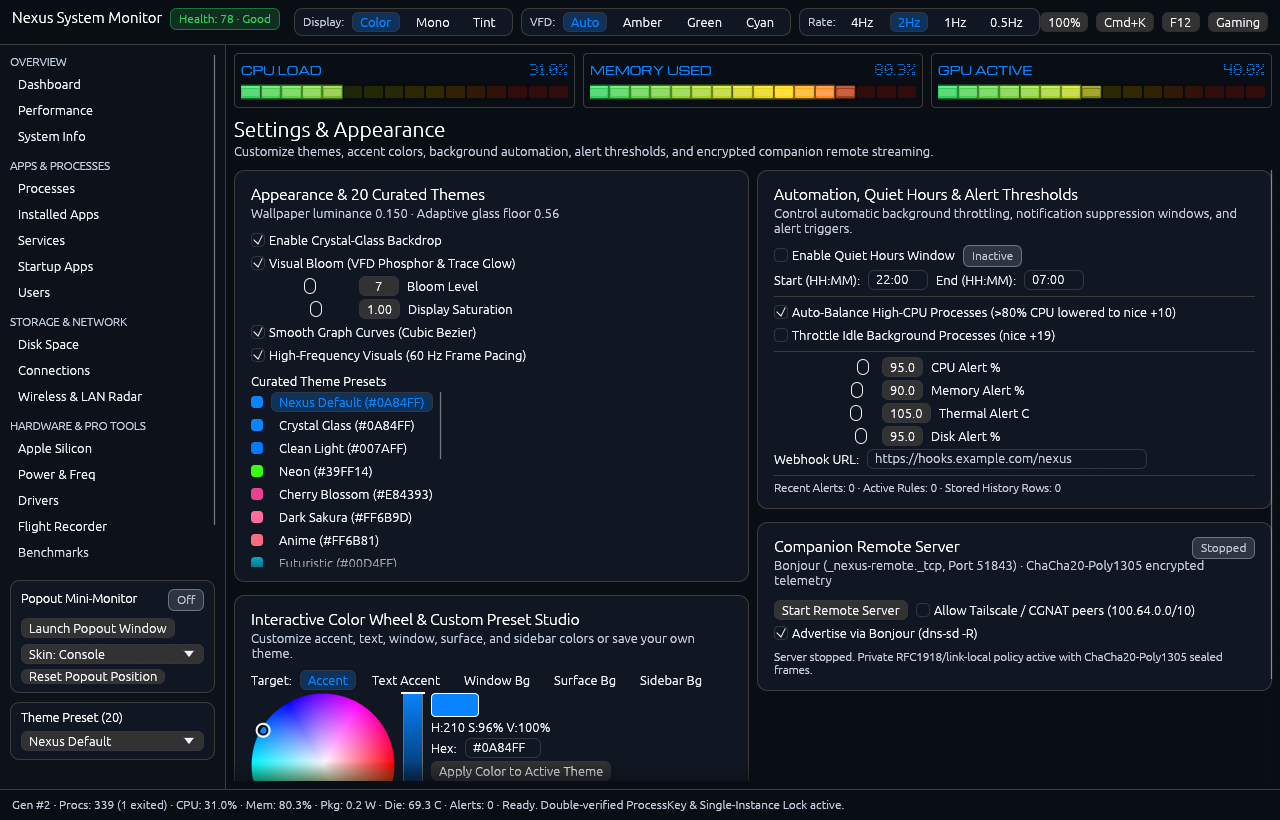 Nexus System Monitor
Health: 78 · Good
Display: Color Mono Tint
VFD: Auto Amber Green Cyan
Rate: 4Hz 2Hz 1Hz 0.5Hz
100%
Cmd+K
F12
Gaming
OVERVIEW
Dashboard
Performance
System Info
APPS & PROCESSES
Processes
Installed Apps
Services
Startup Apps
Users
STORAGE & NETWORK
Disk Space
Connections
Wireless & LAN Radar
HARDWARE & PRO TOOLS
Apple Silicon
Power & Freq
Drivers
Flight Recorder
Benchmarks
Popout Mini-Monitor Off
Launch Popout Window
Skin: Console
Reset Popout Position
Theme Preset (20)
Nexus Default
CPU LOAD 31.0%
MEMORY USED 80.3%
GPU ACTIVE 48.0%
Settings & Appearance
Customize themes, accent colors, background automation, alert thresholds, and encrypted companion remote streaming.
Appearance & 20 Curated Themes
Wallpaper luminance 0.150 · Adaptive glass floor 0.56
Enable Crystal-Glass Backdrop
Visual Bloom (VFD Phosphor & Trace Glow)
7 Bloom Level
1.00 Display Saturation
Smooth Graph Curves (Cubic Bezier)
High-Frequency Visuals (60 Hz Frame Pacing)
Curated Theme Presets
Nexus Default (#0A84FF)
Crystal Glass (#0A84FF)
Clean Light (#007AFF)
Neon (#39FF14)
Cherry Blossom (#E84393)
Dark Sakura (#FF6B9D)
Anime (#FF6B81)
Futuristic (#00D4FF)
Interactive Color Wheel & Custom Preset Studio
Customize accent, text, window, surface, and sidebar colors or save your own
theme.
Target: Accent Text Accent Window Bg Surface Bg Sidebar Bg
H:210 S:96% V:100%
Hex: #0A84FF
Apply Color to Active Theme
Automation, Quiet Hours & Alert Thresholds
Control automatic background throttling, notification suppression windows, and
alert triggers.
Enable Quiet Hours Window Inactive
Start (HH:MM): 22:00 End (HH:MM): 07:00
Auto-Balance High-CPU Processes (>80% CPU lowered to nice +10)
Throttle Idle Background Processes (nice +19)
95.0 CPU Alert %
90.0 Memory Alert %
105.0 Thermal Alert C
95.0 Disk Alert %
Webhook URL: https://hooks.example.com/nexus
Recent Alerts: 0 · Active Rules: 0 · Stored History Rows: 0
Companion Remote Server Stopped
Bonjour (_nexus-remote._tcp, Port 51843) · ChaCha20-Poly1305 encrypted
telemetry
Start Remote Server Allow Tailscale / CGNAT peers (100.64.0.0/10)
Advertise via Bonjour (dns-sd -R)
Server stopped. Private RFC1918/link-local policy active with ChaCha20-Poly1305 sealed
frames.
Gen #2 · Procs: 339 (1 exited) · CPU: 31.0% · Mem: 80.3% · Pkg: 0.2 W · Die: 69.3 C · Alerts: 0 · Ready. Double-verified ProcessKey & Single-Instance Lock active.